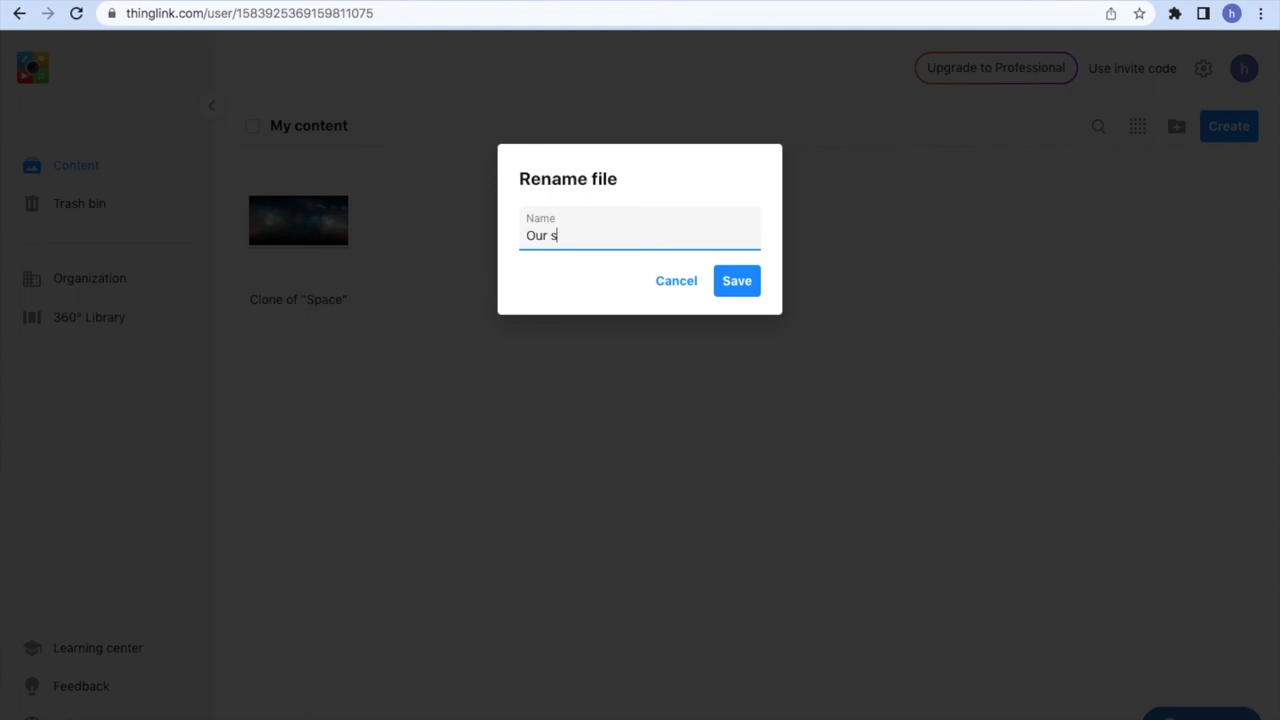 thinglink.com/user/1583925369159811075
h
Upgrade to Professional
Use invite code
h
My content
Create
Content
Trash bin
Rename file
Name
Our s
Cancel
Save
Organization
Clone of "Space"
360° Library
Learning center
Feedback